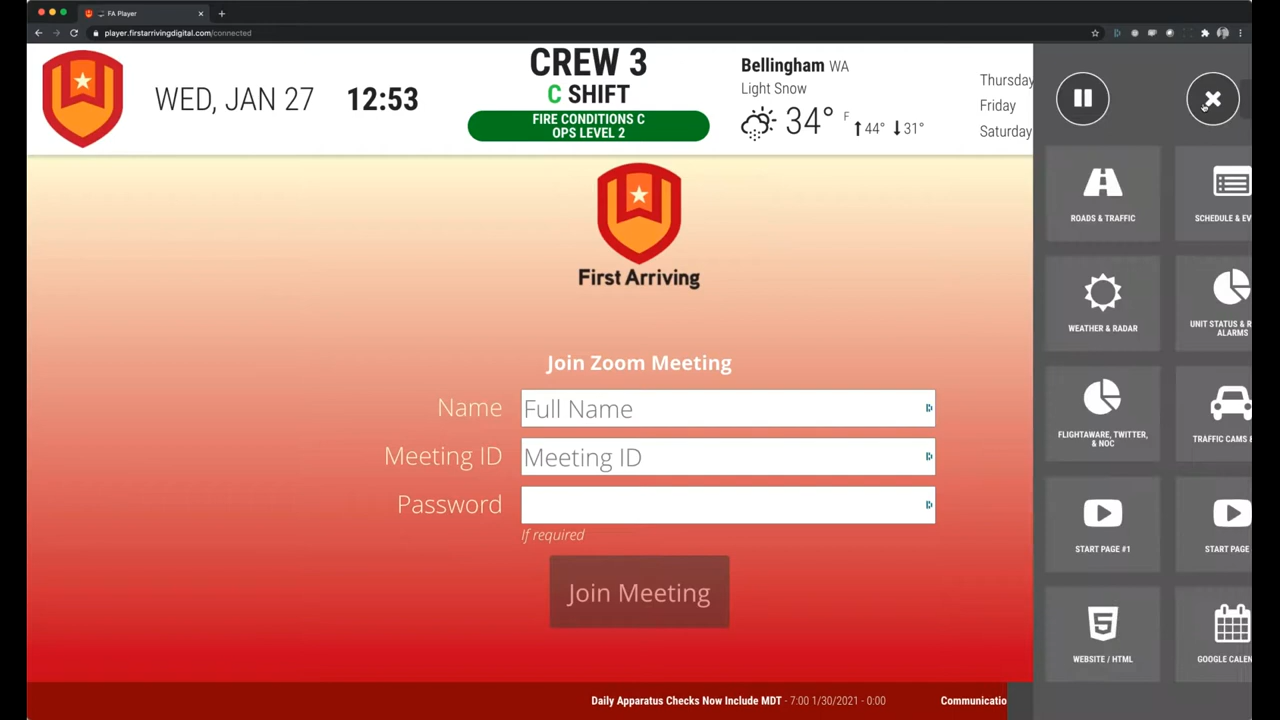 FA Player
player.firstarrivingdigital.com/connected
WED, JAN 27
12:53
CREW 3
C SHIFT
FIRE CONDITIONS C
OPS LEVEL 2
Bellingham WA
Light Snow
34° F
44° 31°
Thursday
Friday
Saturday
First Arriving
Join Zoom Meeting
Name
Full Name
Meeting ID
Meeting ID
Password
If required
Join Meeting
ROADS & TRAFFIC
SCHEDULE & EV
WEATHER & RADAR
UNIT STATUS & R
ALARMS
FLIGHTAWARE, TWITTER,
& NOC
TRAFFIC CAMS &
START PAGE #1
START PAGE
WEBSITE / HTML
GOOGLE CALEN
Daily Apparatus Checks Now Include MDT - 7:00 1/30/2021 - 0:00
Communicatio